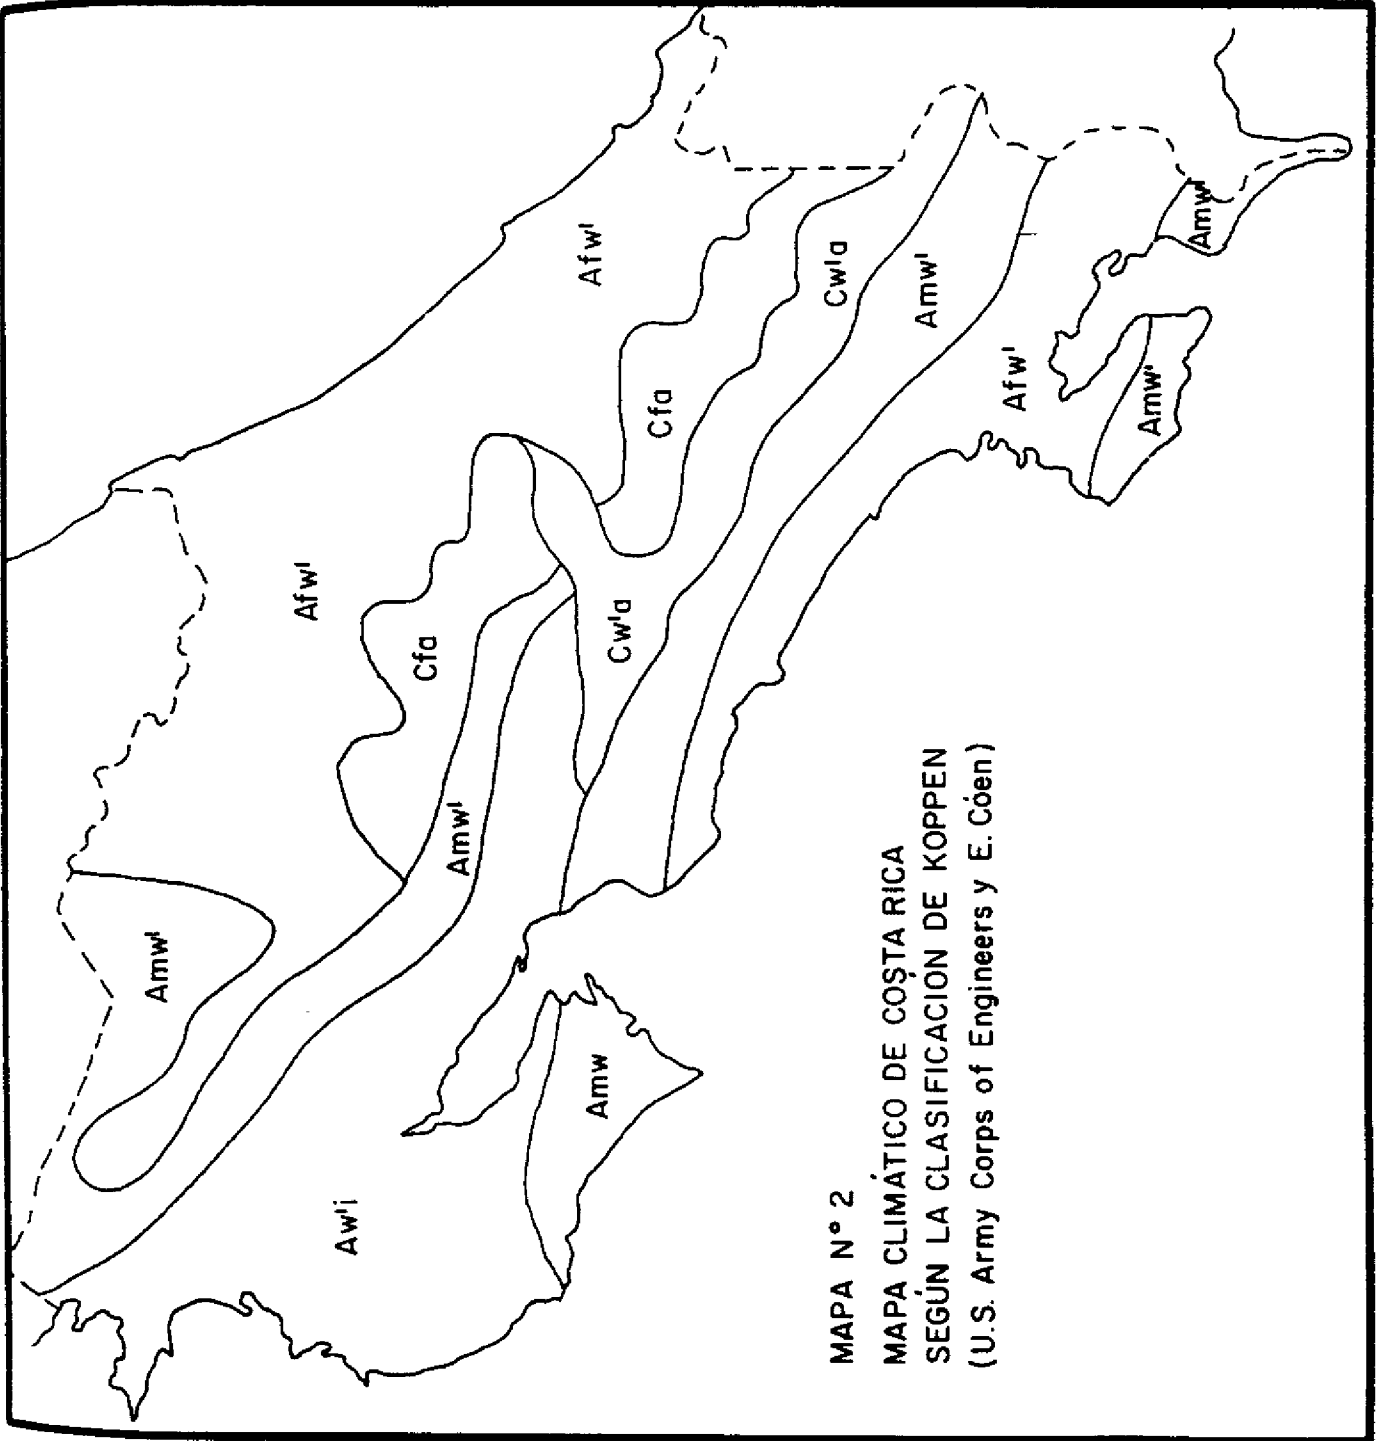 Amw'
Afw'
Afw'
Cfa
Cfa
Amw'
Aw'i
Cw'a
Cw'a
Amw'
Amw
Afw'
Amw'
Amw'
MAPA N° 2
MAPA CLIMÁTICO DE COSTA RICA
SEGÚN LA CLASIFICACIÓN DE KOPPEN
(U.S. Army Corps of Engineers y E. Cóen)